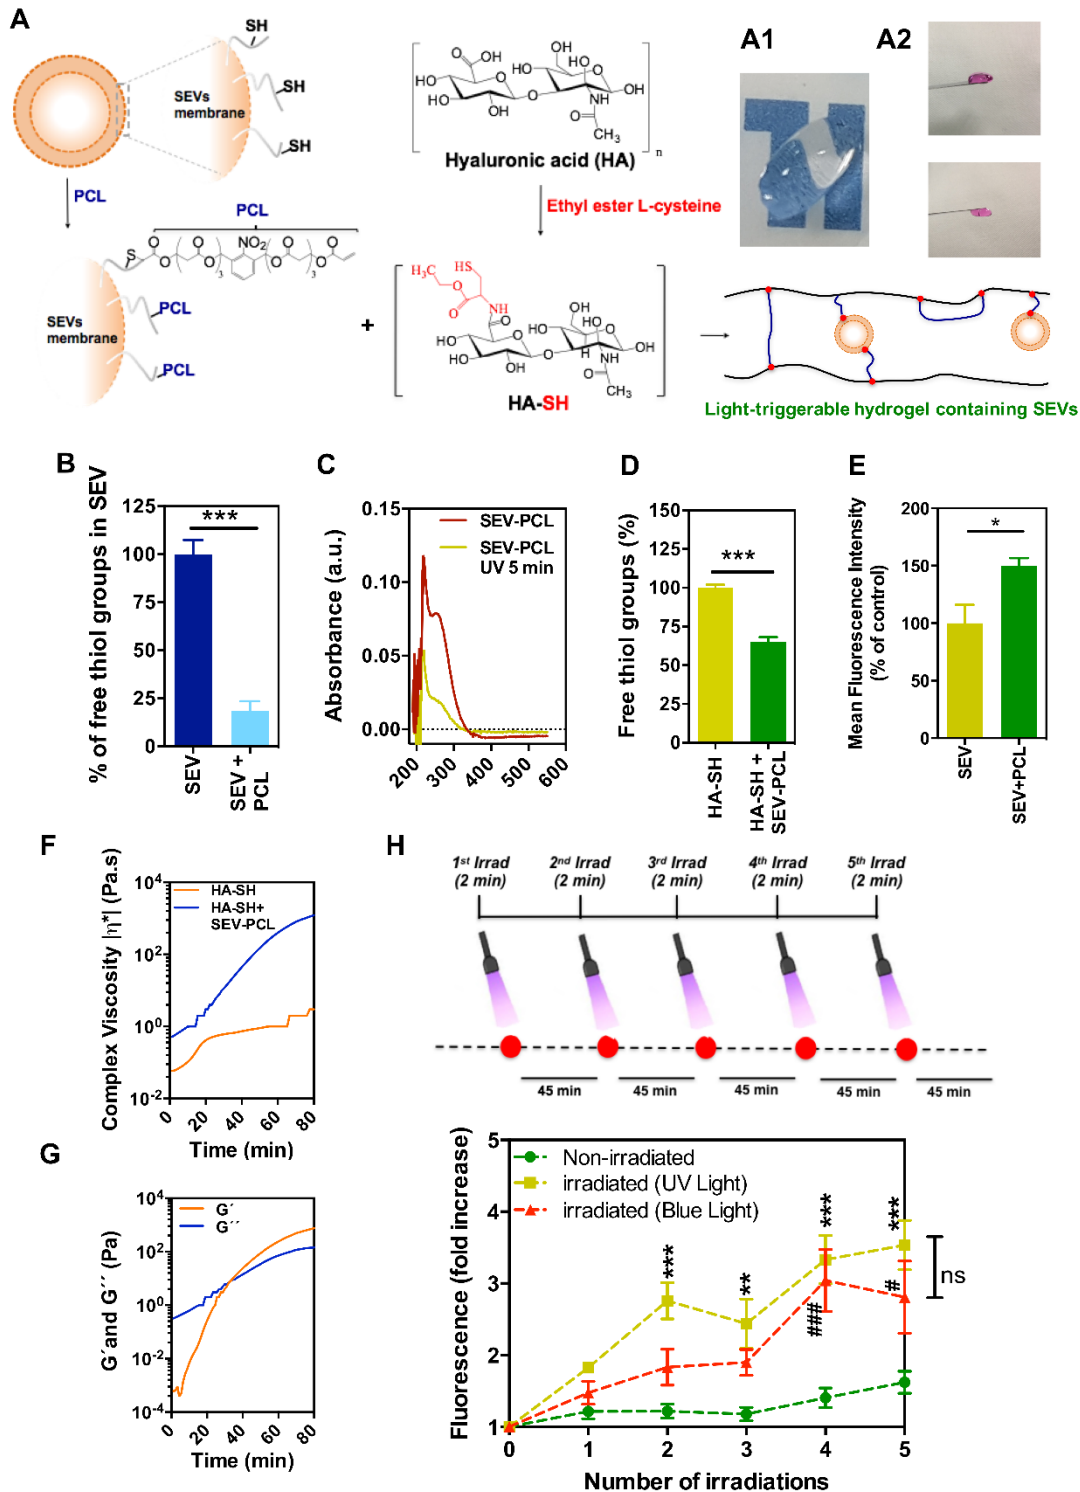 A
SH
SEVs
membrane
SH
SH
PCL
PCL
NO2
3
3
S
O
SEVs
membrane
PCL
PCL
+
OH
HO
HO
OH
OH
OH
NH
CH3
n
Hyaluronic acid (HA)
Ethyl ester L-cysteine
HS
H3C
NH
HO
OH
CH3
HA-SH
A1
A2
Light-triggerable hydrogel containing SEVs
B
% of free thiol groups in SEV
125
100
75
50
25
0
***
SEV
SEV +
PCL
C
Absorbance (a.u.)
0.15
0.10
0.05
0.00
SEV-PCL
SEV-PCL
UV 5 min
200
300
400
500
600
D
Free thiol groups (%)
150
125
100
75
50
25
0
***
HA-SH
HA-SH +
SEV-PCL
E
Mean Fluorescence Intensity
(% of control)
200
150
100
50
0
*
SEV
SEV+PCL
F
Complex Viscosity |η*| (Pa.s)
10^4
10^2
10^0
10^-2
HA-SH
HA-SH+
SEV-PCL
0
20
40
60
80
Time (min)
G
G´and G´´ (Pa)
10^4
10^2
10^0
10^-2
10^-4
G´
G´´
0
20
40
60
80
Time (min)
H
1st Irrad
(2 min)
2nd Irrad
(2 min)
3rd Irrad
(2 min)
4th Irrad
(2 min)
5th Irrad
(2 min)
45 min
45 min
45 min
45 min
45 min
Fluorescence (fold increase)
5
4
3
2
1
Non-irradiated
irradiated (UV Light)
irradiated (Blue Light)
***
**
***
***
###
#
ns
0
1
2
3
4
5
Number of irradiations